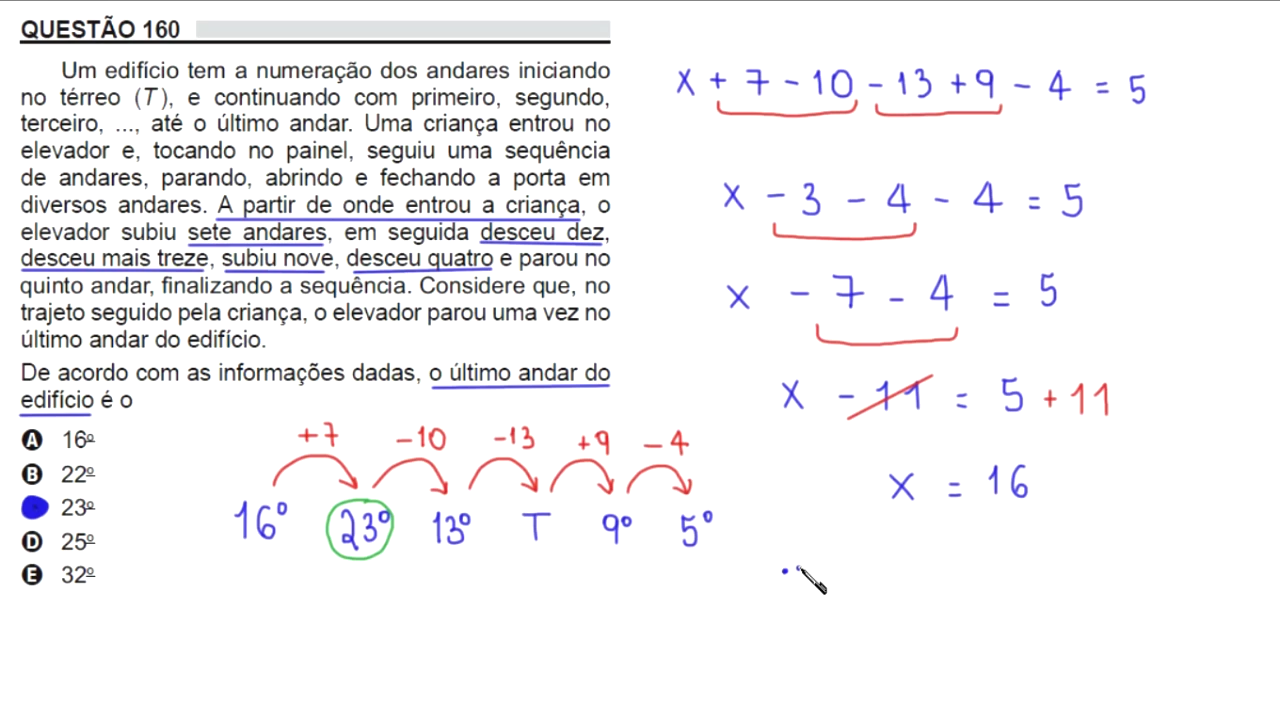 QUESTÃO 160
Um edifício tem a numeração dos andares iniciando
no térreo (T), e continuando com primeiro, segundo,
terceiro, ..., até o último andar. Uma criança entrou no
elevador e, tocando no painel, seguiu uma sequência
de andares, parando, abrindo e fechando a porta em
diversos andares. A partir de onde entrou a criança, o
elevador subiu sete andares, em seguida desceu dez,
desceu mais treze, subiu nove, desceu quatro e parou no
quinto andar, finalizando a sequência. Considere que, no
trajeto seguido pela criança, o elevador parou uma vez no
último andar do edifício.
De acordo com as informações dadas, o último andar do
edifício é o
A 16º
B 22º
23º
D 25º
E 32º
+7 -10 -13 +9 -4
16º 23º 13º T 9º 5º
x + 7 - 10 - 13 + 9 - 4 = 5
x - 3 - 4 - 4 = 5
x - 7 - 4 = 5
x - 11 = 5 + 11
x = 16